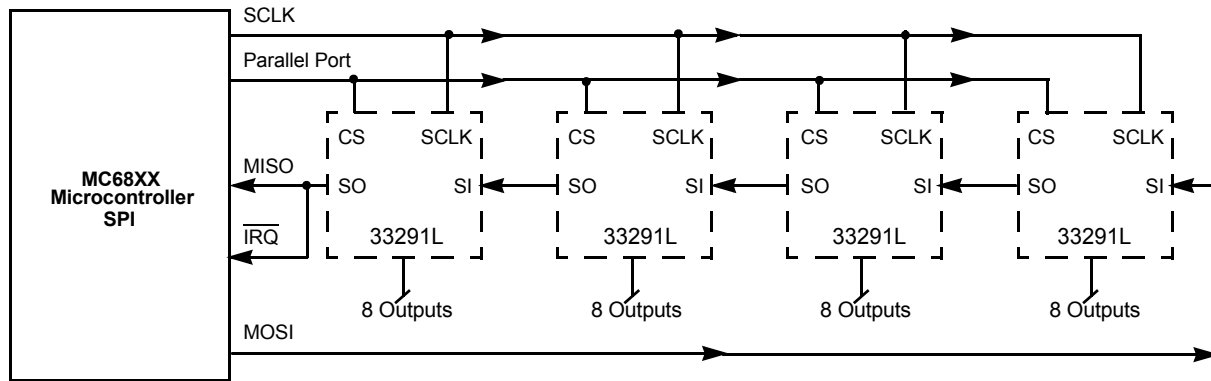 SCLK
Parallel Port
CS SCLK CS SCLK CS SCLK CS SCLK
MISO
SO SI SO SI SO SI SO SI
MC68XX
Microcontroller
SPI
IRQ
33291L 33291L 33291L 33291L
8 Outputs 8 Outputs 8 Outputs 8 Outputs
MOSI